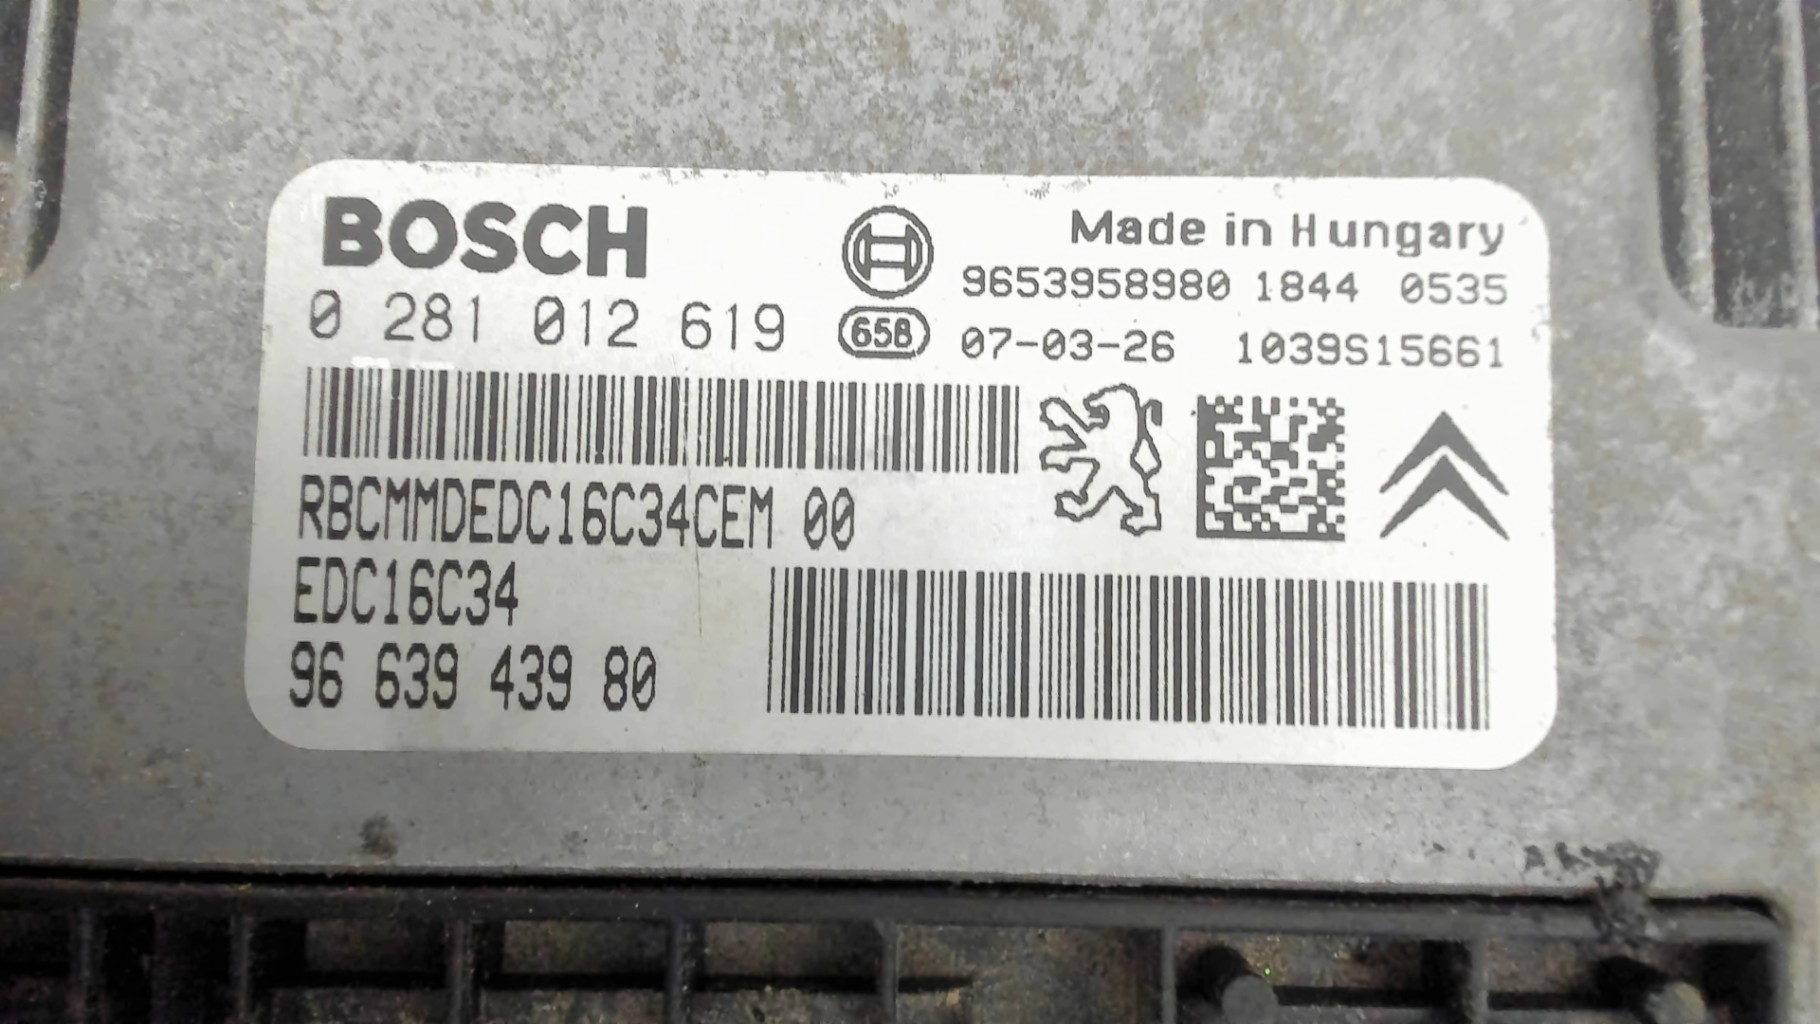 BOSCH
Made in Hungary
0 281 012 619
9653958980 1844 0535
658 07-03-26 1039S15661
RBCMMDEDC16C34CEM 00
EDC16C34
96 639 439 80